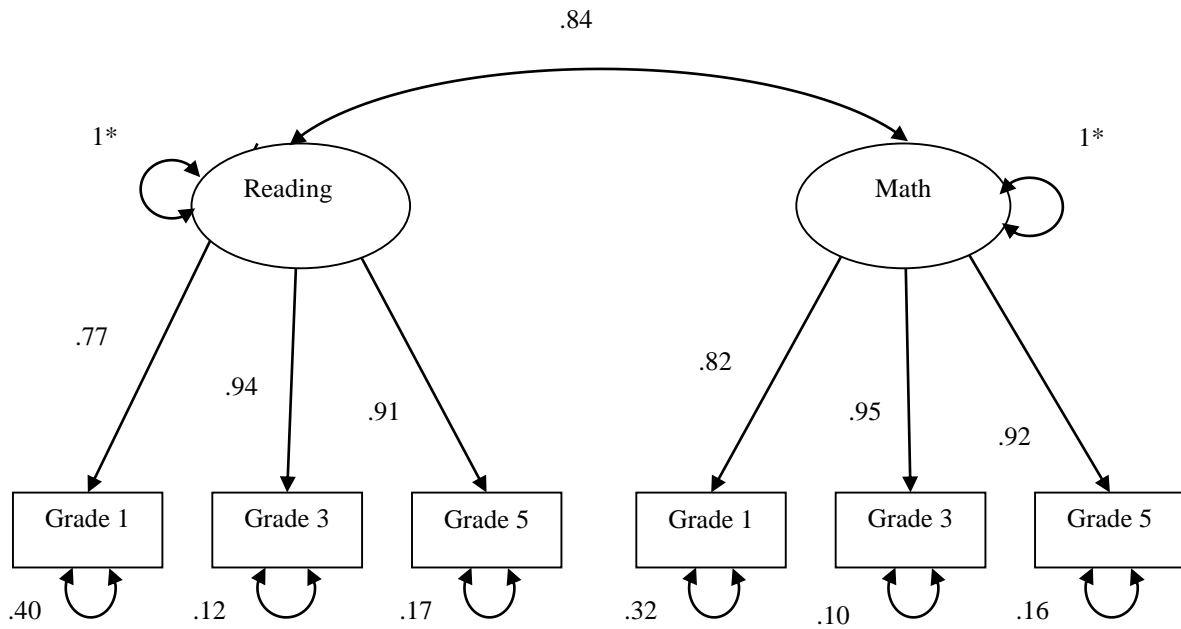 .84
1*
1*
Reading
Math
.77
.82
.94
.95
.91
.92
Grade 1
Grade 3
Grade 5
Grade 1
Grade 3
Grade 5
.40
.12
.17
.32
.10
.16